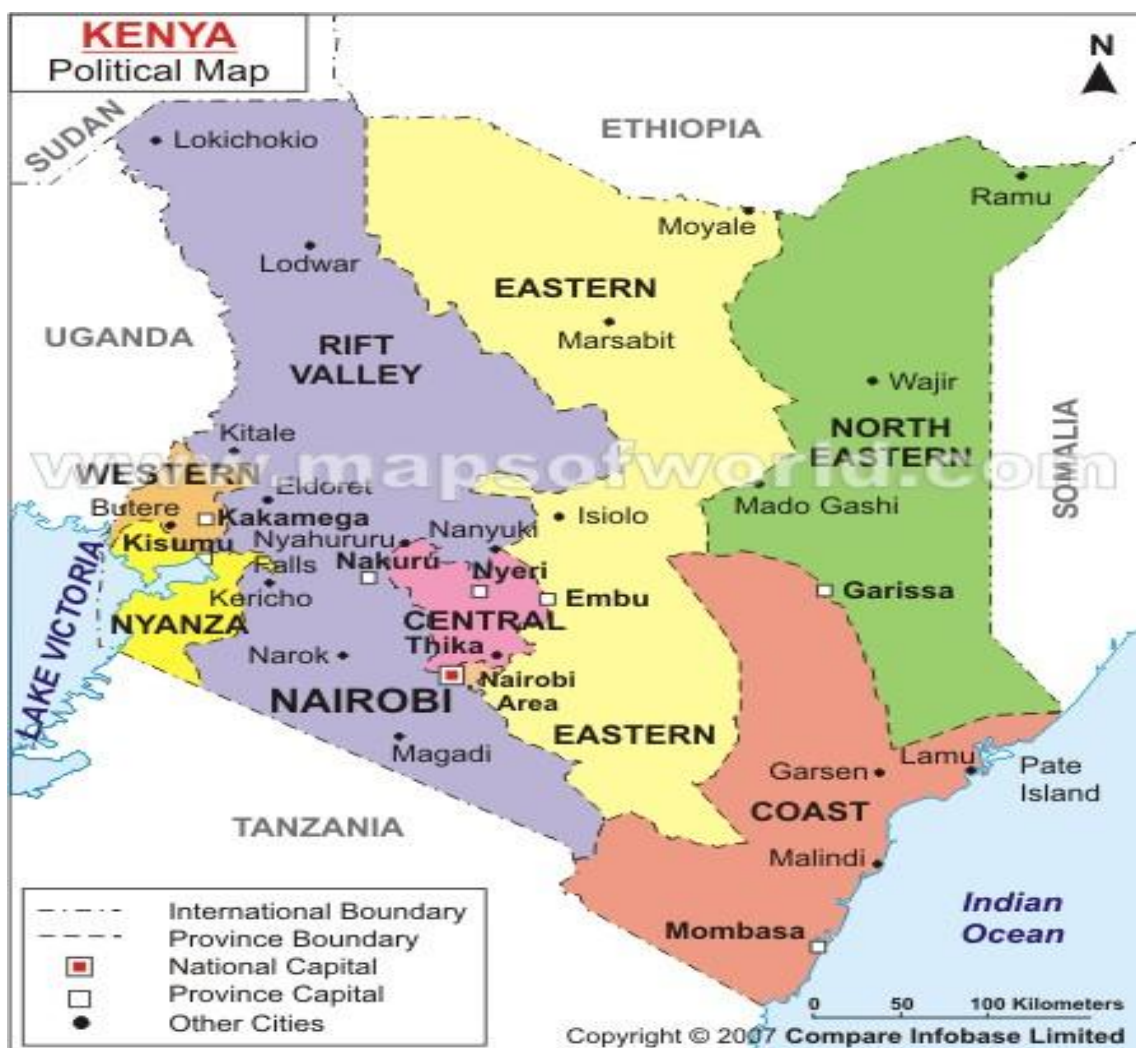 KENYA
Political Map
N
SUDAN
ETHIOPIA
Lokichokio
Ramu
Moyale
Lodwar
EASTERN
Marsabit
UGANDA
RIFT
VALLEY
Wajir
SOMALIA
Kitale
NORTH
EASTERN
www.mapsofworld.com
WESTERN
Eldoret
Mado Gashi
Butere
Kakamega
Isiolo
Nanyuki
Kisumu
Nyahururu
Falls
Nakuru
Nyeri
LAKE VICTORIA
Kericho
Embu
Garissa
NYANZA
CENTRAL
Thika
Narok
Nairobi
Area
NAIROBI
EASTERN
Magadi
Lamu
Garsen
Pate
Island
COAST
TANZANIA
Malindi
Indian
Ocean
Mombasa
International Boundary
Province Boundary
National Capital
Province Capital
Other Cities
0 50 100 Kilometers
Copyright © 2007 Compare Infobase Limited